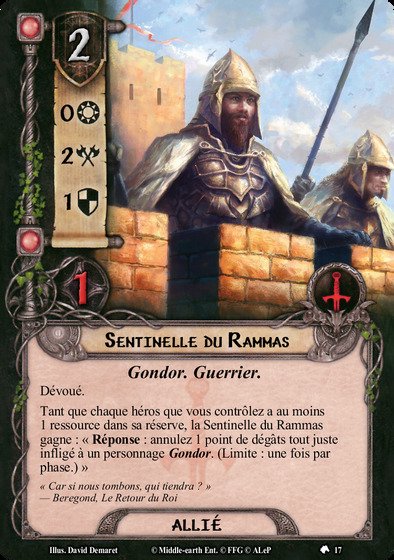 2
0
2
1
1
Sentinelle du Rammas
Gondor. Guerrier.
Dévoué.
Tant que chaque héros que vous contrôlez a au moins
1 ressource dans sa réserve, la Sentinelle du Rammas
gagne : « Réponse : annulez 1 point de dégâts tout juste
infligé à un personnage Gondor. (Limite : une fois par
phase.) »
« Car si nous tombons, qui tiendra ? »
— Beregond, Le Retour du Roi
ALLIÉ
Illus. David Demaret © Middle-earth Ent. © FFG © ALeP 17